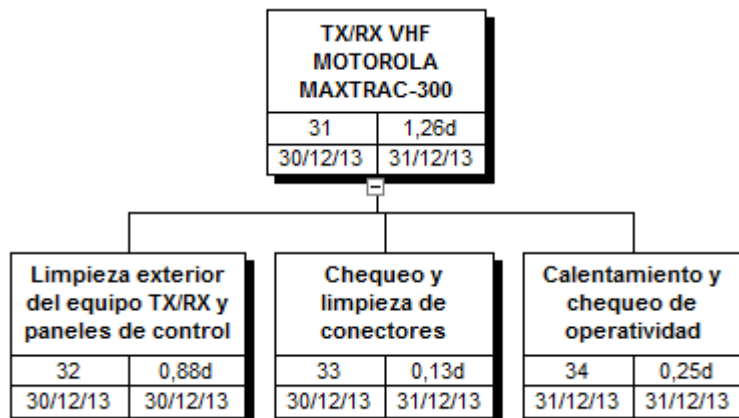 TX/RX VHF
MOTOROLA
MAXTRAC-300
31 1,26d
30/12/13 31/12/13
Limpieza exterior
del equipo TX/RX y
paneles de control
32 0,88d
30/12/13 30/12/13
Chequeo y
limpieza de
conectores
33 0,13d
30/12/13 31/12/13
Calentamiento y
chequeo de
operatividad
34 0,25d
31/12/13 31/12/13